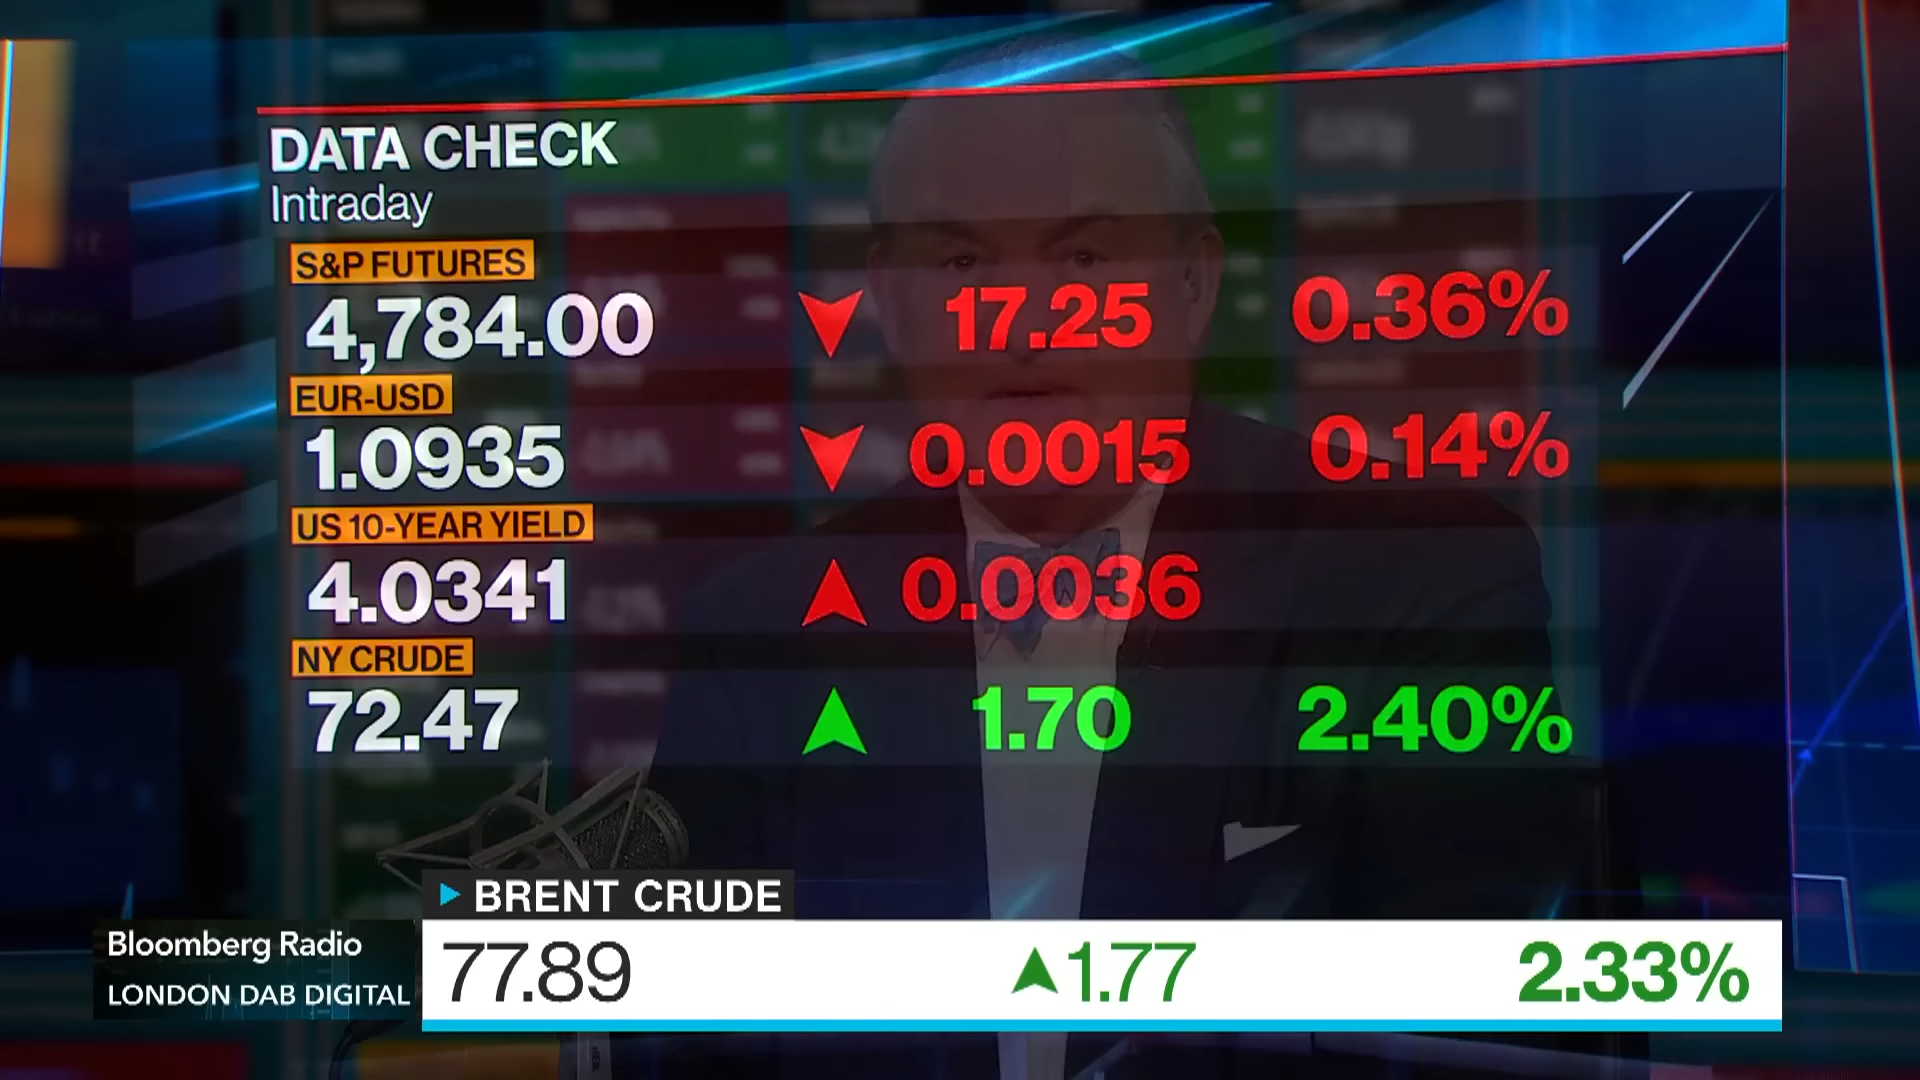 DATA CHECK
Intraday
S&P FUTURES
4,784.00 ▼ 17.25 0.36%
EUR-USD
1.0935 ▼ 0.0015 0.14%
US 10-YEAR YIELD
4.0341 ▲ 0.0036
NY CRUDE
72.47 ▲ 1.70 2.40%
BRENT CRUDE
77.89 ▲1.77 2.33%
Bloomberg Radio
LONDON DAB DIGITAL